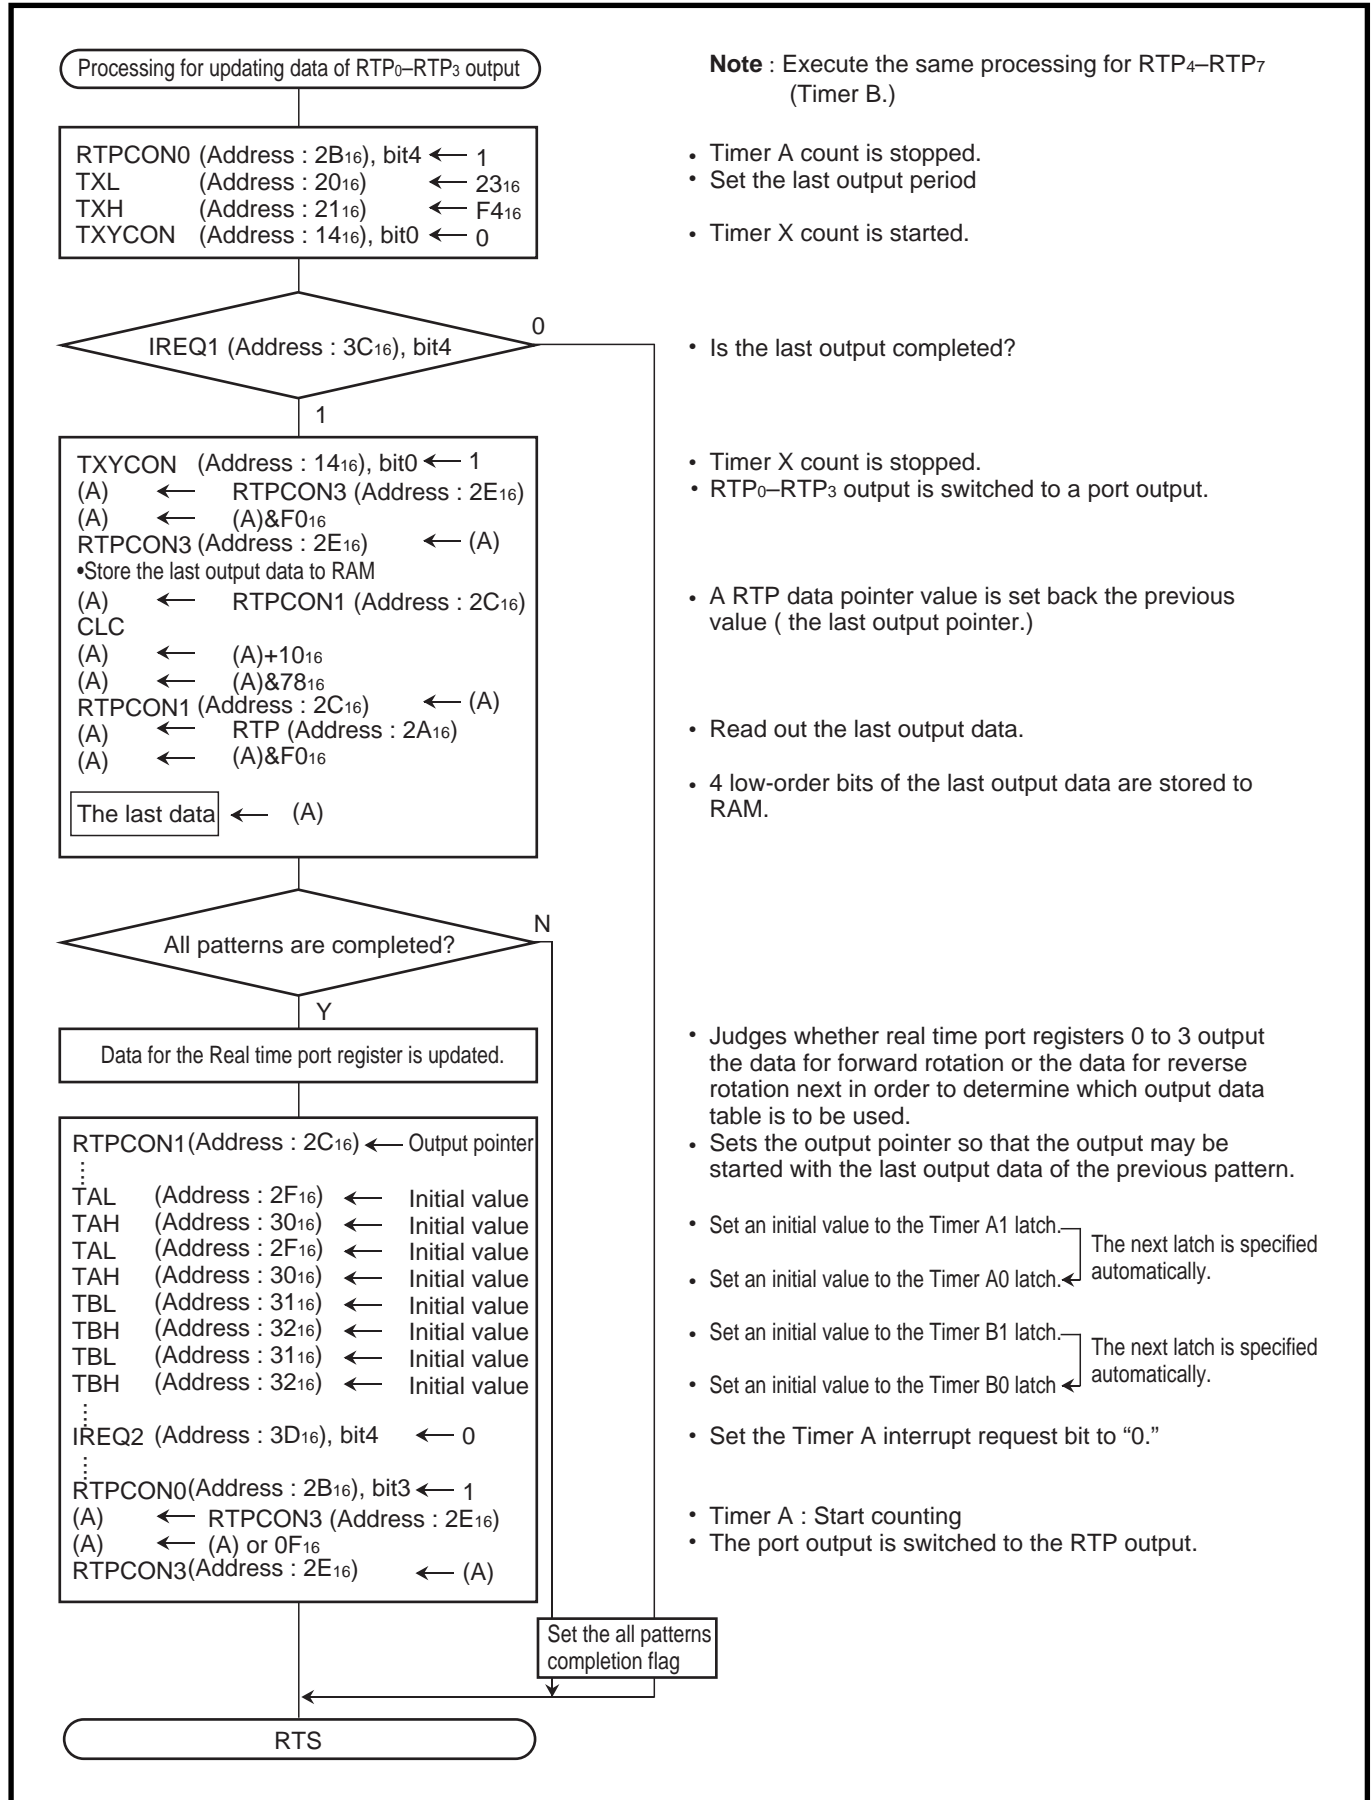 Processing for updating data of RTP0–RTP3 output
Note : Execute the same processing for RTP4–RTP7
(Timer B.)
RTPCON0 (Address : 2B16), bit4 ← 1
TXL (Address : 2016) ← 2316
TXH (Address : 2116) ← F416
TXYCON (Address : 1416), bit0 ← 0
• Timer A count is stopped.
• Set the last output period
• Timer X count is started.
IREQ1 (Address : 3C16), bit4
0
1
• Is the last output completed?
TXYCON (Address : 1416), bit0 ← 1
(A) ← RTPCON3 (Address : 2E16)
(A) ← (A)&F016
RTPCON3 (Address : 2E16) ← (A)
•Store the last output data to RAM
(A) ← RTPCON1 (Address : 2C16)
CLC
(A) ← (A)+1016
(A) ← (A)&7816
RTPCON1 (Address : 2C16) ← (A)
(A) ← RTP (Address : 2A16)
(A) ← (A)&F016
The last data ← (A)
• Timer X count is stopped.
• RTP0–RTP3 output is switched to a port output.
• A RTP data pointer value is set back the previous
value ( the last output pointer.)
• Read out the last output data.
• 4 low-order bits of the last output data are stored to
RAM.
All patterns are completed?
N
Y
Data for the Real time port register is updated.
• Judges whether real time port registers 0 to 3 output
the data for forward rotation or the data for reverse
rotation next in order to determine which output data
table is to be used.
RTPCON1(Address : 2C16) ← Output pointer
TAL (Address : 2F16) ← Initial value
TAH (Address : 3016) ← Initial value
TAL (Address : 2F16) ← Initial value
TAH (Address : 3016) ← Initial value
TBL (Address : 3116) ← Initial value
TBH (Address : 3216) ← Initial value
TBL (Address : 3116) ← Initial value
TBH (Address : 3216) ← Initial value
IREQ2 (Address : 3D16), bit4 ← 0
RTPCON0(Address : 2B16), bit3 ← 1
(A) ← RTPCON3 (Address : 2E16)
(A) ← (A) or 0F16
RTPCON3(Address : 2E16) ← (A)
• Sets the output pointer so that the output may be
started with the last output data of the previous pattern.
• Set an initial value to the Timer A1 latch.
• Set an initial value to the Timer A0 latch.
The next latch is specified
automatically.
• Set an initial value to the Timer B1 latch.
• Set an initial value to the Timer B0 latch
The next latch is specified
automatically.
• Set the Timer A interrupt request bit to “0.”
• Timer A : Start counting
• The port output is switched to the RTP output.
Set the all patterns
completion flag
RTS